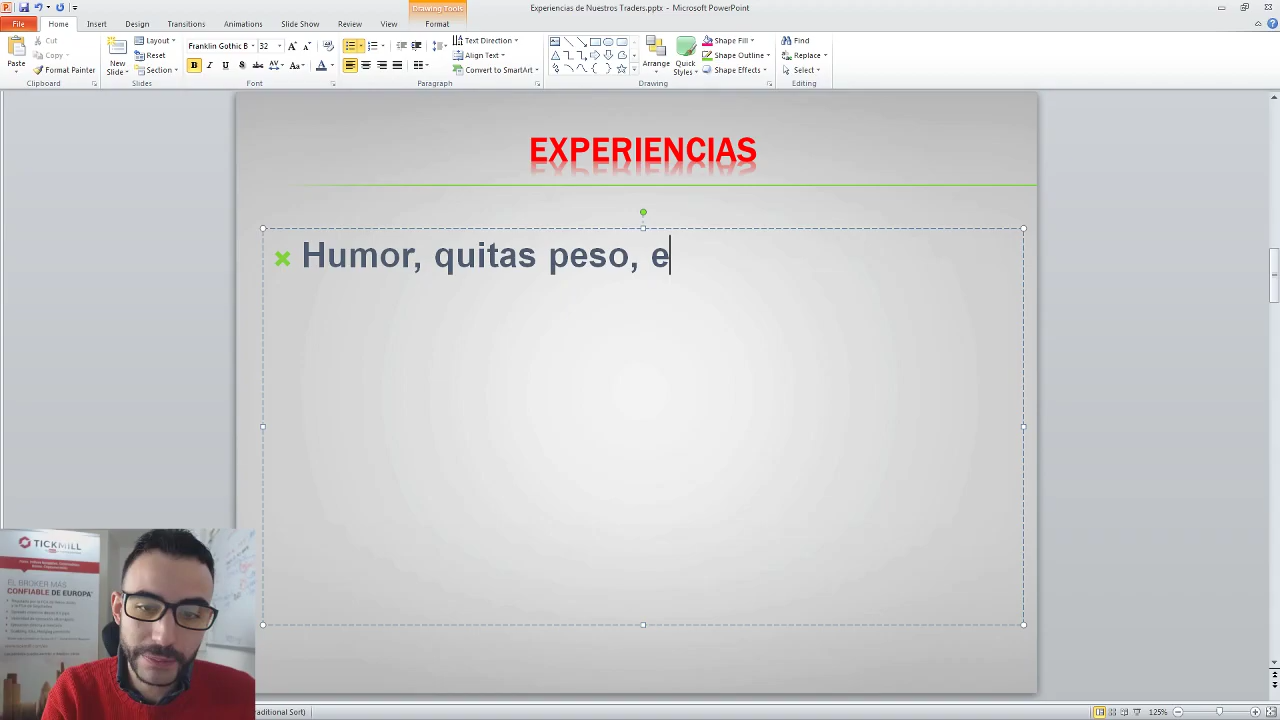 Experiencias de Nuestros Traders.pptx - Microsoft PowerPoint
Drawing Tools
File Home Insert Design Transitions Animations Slide Show Review View Format
Cut
Copy
Format Painter
Paste
Clipboard
New Slide
Layout
Reset
Section
Slides
Franklin Gothic B 32
Font
Paragraph
Text Direction
Align Text
Convert to SmartArt
Arrange
Quick Styles
Shape Fill
Shape Outline
Shape Effects
Drawing
Find
Replace
Select
Editing
EXPERIENCIAS
Humor, quitas peso, e
TICKMILL
EL BROKER MÁS
CONFIABLE DE EUROPA*
raditional Sort)
125%